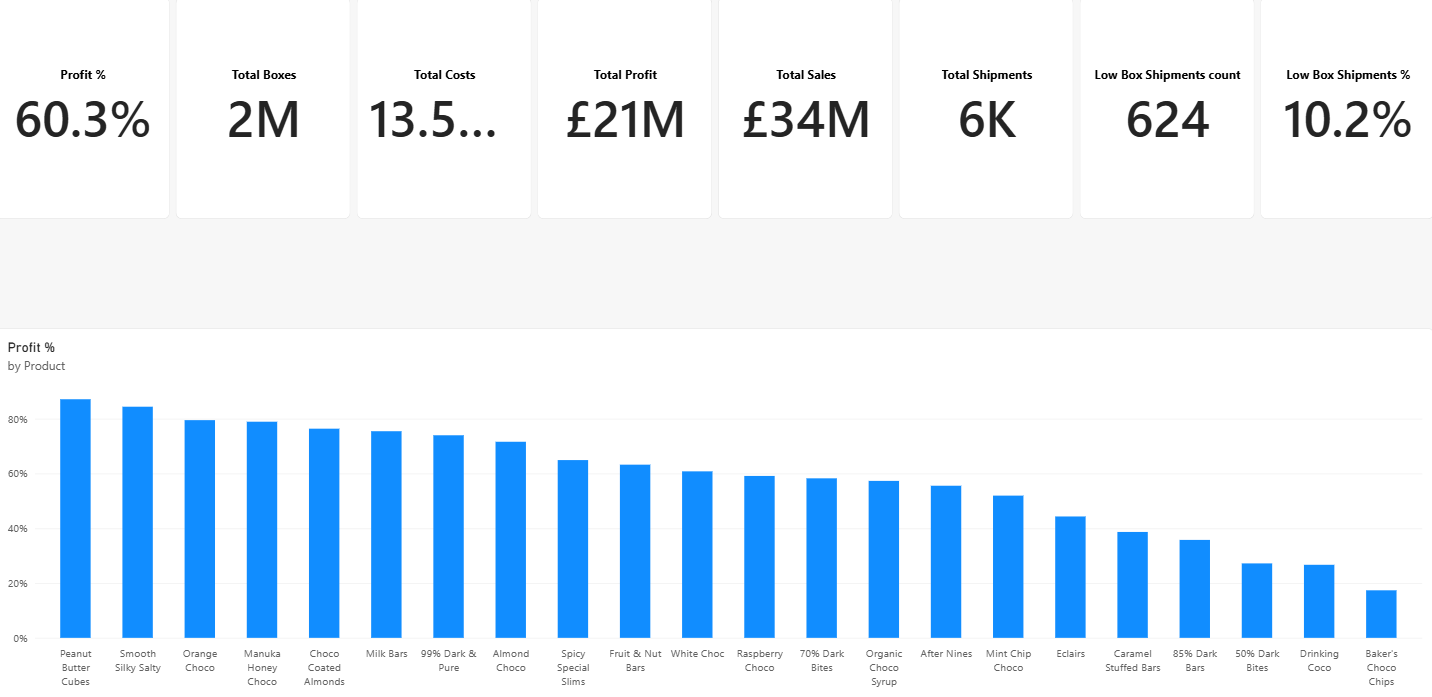 Profit %
60.3%
Total Boxes
2M
Total Costs
13.5...
Total Profit
£21M
Total Sales
£34M
Total Shipments
6K
Low Box Shipments count
624
Low Box Shipments %
10.2%
Profit %
by Product
80%
60%
40%
20%
0%
Peanut
Butter
Cubes
Smooth
Silky Salty
Orange
Choco
Manuka
Honey
Choco
Choco
Coated
Almonds
Milk Bars
99% Dark &
Pure
Almond
Choco
Spicy
Special
Slims
Fruit & Nut
Bars
White Choc
Raspberry
Choco
70% Dark
Bites
Organic
Choco
Syrup
After Nines
Mint Chip
Choco
Eclairs
Caramel
Stuffed Bars
85% Dark
Bars
50% Dark
Bites
Drinking
Coco
Baker's
Choco
Chips